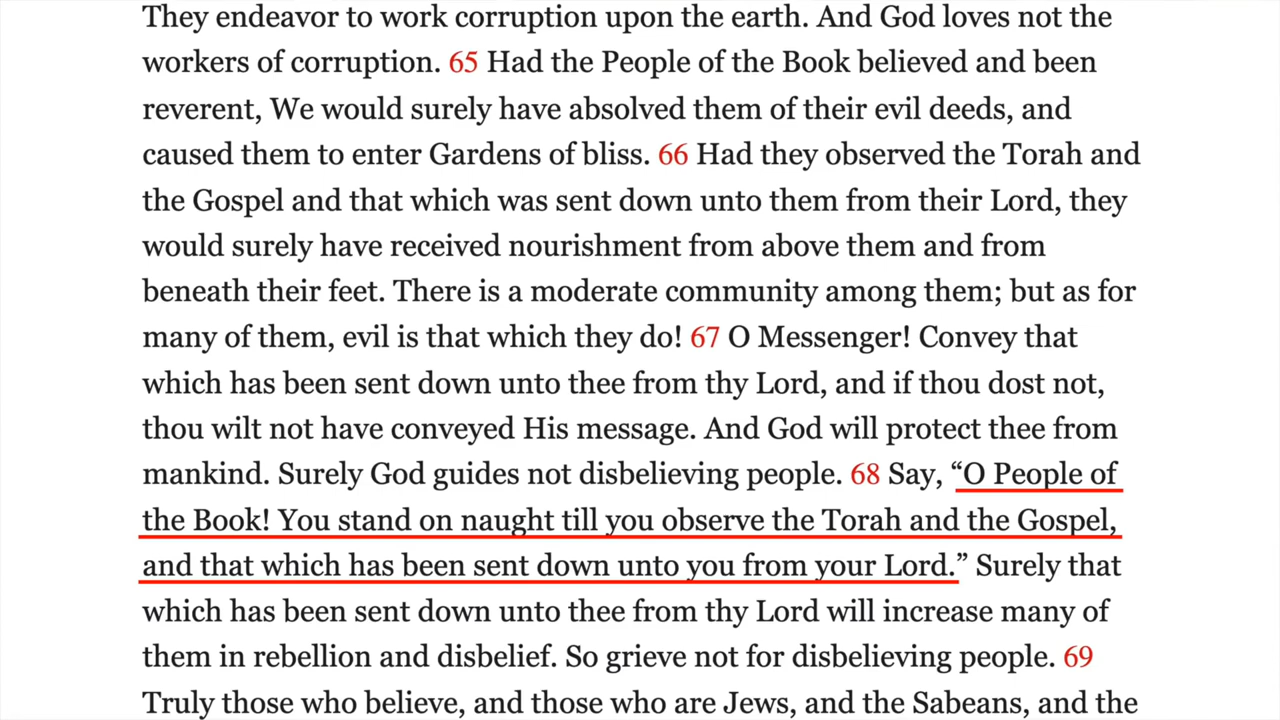 They endeavor to work corruption upon the earth. And God loves not the
workers of corruption. 65 Had the People of the Book believed and been
reverent, We would surely have absolved them of their evil deeds, and
caused them to enter Gardens of bliss. 66 Had they observed the Torah and
the Gospel and that which was sent down unto them from their Lord, they
would surely have received nourishment from above them and from
beneath their feet. There is a moderate community among them; but as for
many of them, evil is that which they do! 67 O Messenger! Convey that
which has been sent down unto thee from thy Lord, and if thou dost not,
thou wilt not have conveyed His message. And God will protect thee from
mankind. Surely God guides not disbelieving people. 68 Say, “O People of
the Book! You stand on naught till you observe the Torah and the Gospel,
and that which has been sent down unto you from your Lord.” Surely that
which has been sent down unto thee from thy Lord will increase many of
them in rebellion and disbelief. So grieve not for disbelieving people. 69
Truly those who believe, and those who are Jews, and the Sabeans, and the